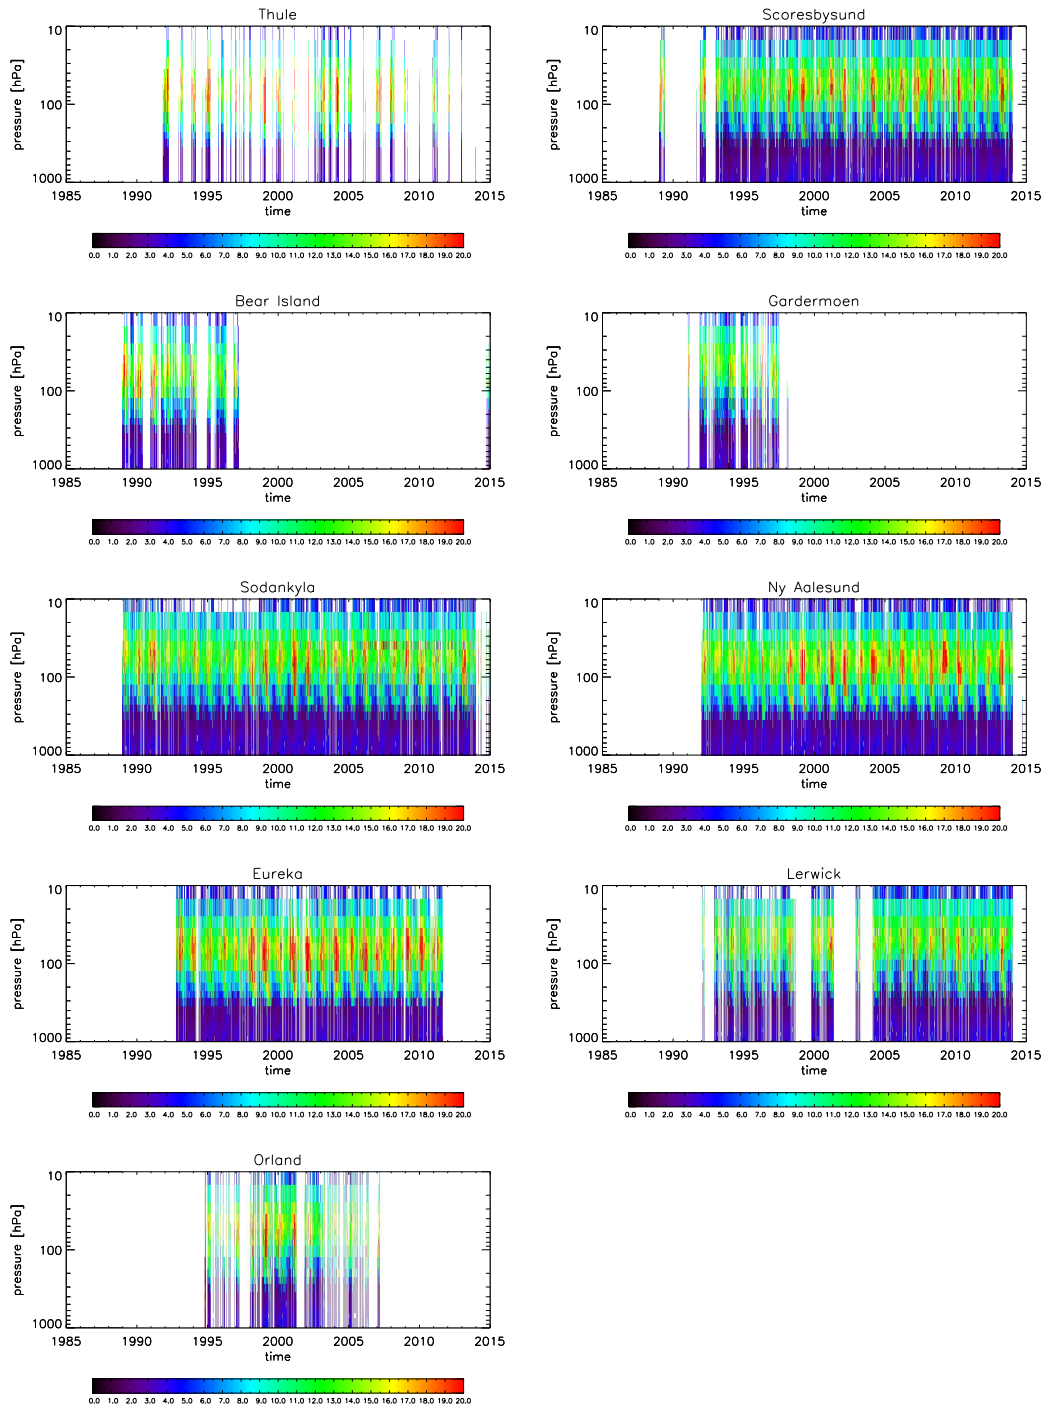 Thule
10
100
1000
pressure [hPa]
1985 1990 1995 2000 2005 2010 2015
time
0.0 1.0 2.0 3.0 4.0 5.0 6.0 7.0 8.0 9.0 10.0 11.0 12.0 13.0 14.0 15.0 16.0 17.0 18.0 19.0 20.0
Scoresbysund
10
100
1000
pressure [hPa]
1985 1990 1995 2000 2005 2010 2015
time
0.0 1.0 2.0 3.0 4.0 5.0 6.0 7.0 8.0 9.0 10.0 11.0 12.0 13.0 14.0 15.0 16.0 17.0 18.0 19.0 20.0
Bear Island
10
100
1000
pressure [hPa]
1985 1990 1995 2000 2005 2010 2015
time
0.0 1.0 2.0 3.0 4.0 5.0 6.0 7.0 8.0 9.0 10.0 11.0 12.0 13.0 14.0 15.0 16.0 17.0 18.0 19.0 20.0
Gardermoen
10
100
1000
pressure [hPa]
1985 1990 1995 2000 2005 2010 2015
time
0.0 1.0 2.0 3.0 4.0 5.0 6.0 7.0 8.0 9.0 10.0 11.0 12.0 13.0 14.0 15.0 16.0 17.0 18.0 19.0 20.0
Sodankyla
10
100
1000
pressure [hPa]
1985 1990 1995 2000 2005 2010 2015
time
0.0 1.0 2.0 3.0 4.0 5.0 6.0 7.0 8.0 9.0 10.0 11.0 12.0 13.0 14.0 15.0 16.0 17.0 18.0 19.0 20.0
Ny Aalesund
10
100
1000
pressure [hPa]
1985 1990 1995 2000 2005 2010 2015
time
0.0 1.0 2.0 3.0 4.0 5.0 6.0 7.0 8.0 9.0 10.0 11.0 12.0 13.0 14.0 15.0 16.0 17.0 18.0 19.0 20.0
Eureka
10
100
1000
pressure [hPa]
1985 1990 1995 2000 2005 2010 2015
time
0.0 1.0 2.0 3.0 4.0 5.0 6.0 7.0 8.0 9.0 10.0 11.0 12.0 13.0 14.0 15.0 16.0 17.0 18.0 19.0 20.0
Lerwick
10
100
1000
pressure [hPa]
1985 1990 1995 2000 2005 2010 2015
time
0.0 1.0 2.0 3.0 4.0 5.0 6.0 7.0 8.0 9.0 10.0 11.0 12.0 13.0 14.0 15.0 16.0 17.0 18.0 19.0 20.0
Orland
10
100
1000
pressure [hPa]
1985 1990 1995 2000 2005 2010 2015
time
0.0 1.0 2.0 3.0 4.0 5.0 6.0 7.0 8.0 9.0 10.0 11.0 12.0 13.0 14.0 15.0 16.0 17.0 18.0 19.0 20.0